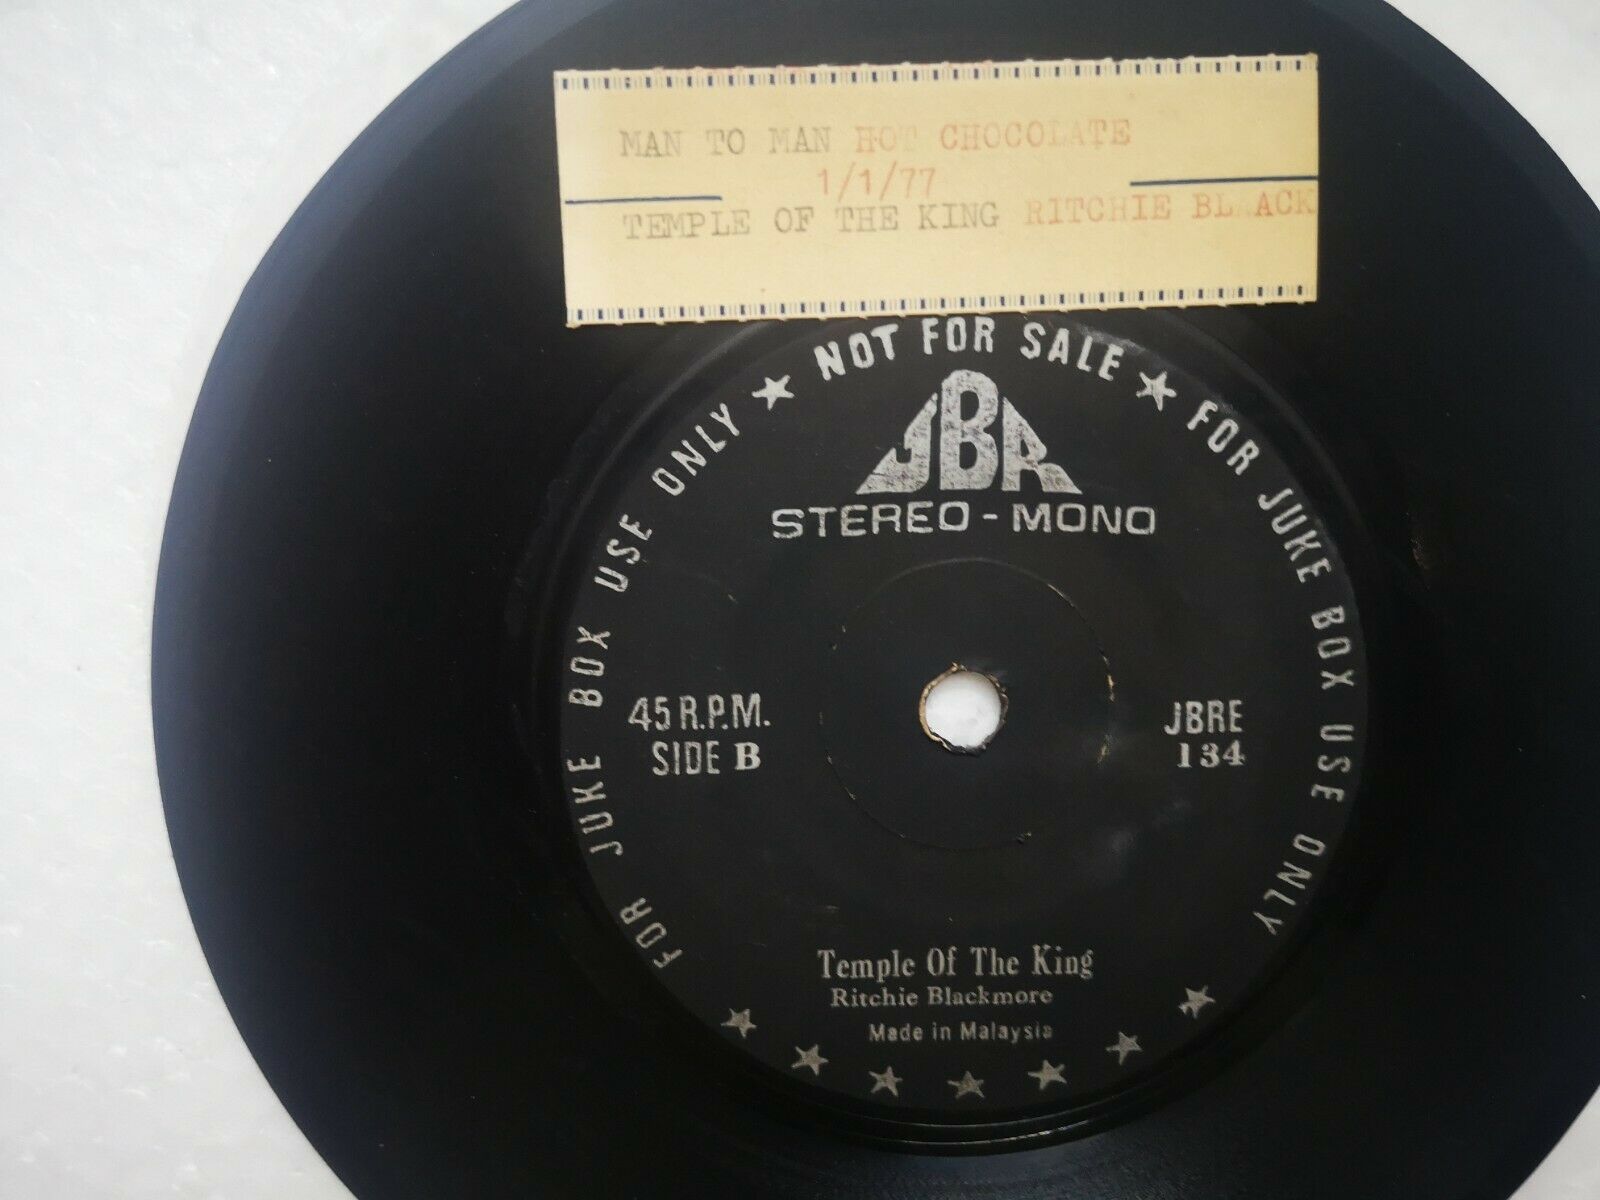 MAN TO MAN HOT CHOCOLATE
1/1/77
TEMPLE OF THE KING RITCHIE BLACK
NOT FOR SALE
FOR JUKE BOX USE ONLY
FOR JUKE BOX USE ONLY
JBR
STEREO - MONO
45 R.P.M.
SIDE B
JBRE
134
Temple Of The King
Ritchie Blackmore
Made in Malaysia